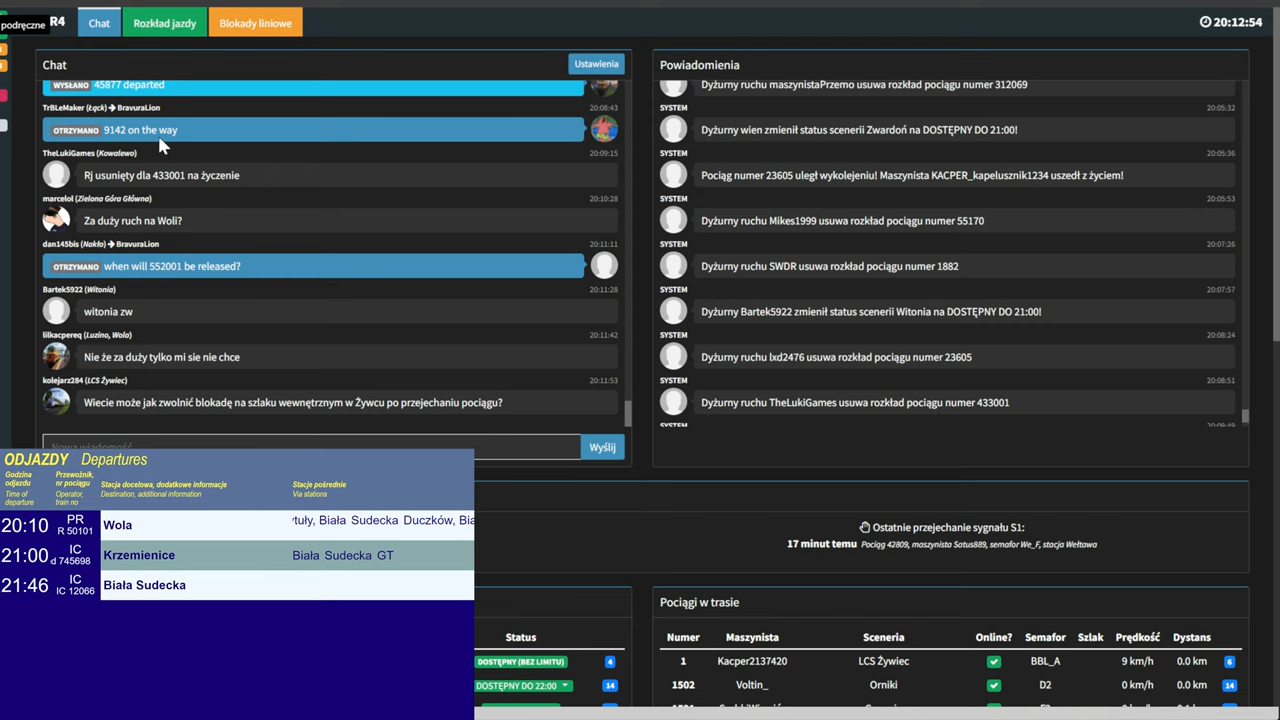 podręczne
R4
Chat
Rozkład jazdy
Blokady liniowe
20:12:54
Chat
Ustawienia
WYSŁANO 45877 departed
TrBLeMaker (Łąck) → BravuraLion 20:08:43
OTRZYMANO 9142 on the way
TheLukiGames (Kowalewo) 20:09:15
Rj usunięty dla 433001 na życzenie
marcelol (Zielona Góra Główna) 20:10:28
Za duży ruch na Woli?
dan145bis (Nakło) → BravuraLion 20:11:11
OTRZYMANO when will 552001 be released?
Bartek5922 (Witonia) 20:11:28
witonia zw
lilkacpereq (Luzino, Wola) 20:11:42
Nie że za duży tylko mi sie nie chce
kolejarz284 (LCS Żywiec) 20:11:53
Wiecie może jak zwolnić blokadę na szlaku wewnętrznym w Żywcu po przejechaniu pociągu?
Wyślij
Powiadomienia
Dyżurny ruchu maszynistaPrzemo usuwa rozkład pociągu numer 312069
SYSTEM 20:05:32
Dyżurny wien zmienił status scenerii Zwardoń na DOSTĘPNY DO 21:00!
SYSTEM 20:05:36
Pociąg numer 23605 uległ wykolejeniu! Maszynista KACPER_kapelusznik1234 uszedł z życiem!
SYSTEM 20:05:53
Dyżurny ruchu Mikes1999 usuwa rozkład pociągu numer 55170
SYSTEM 20:07:26
Dyżurny ruchu SWDR usuwa rozkład pociągu numer 1882
SYSTEM 20:07:57
Dyżurny Bartek5922 zmienił status scenerii Witonia na DOSTĘPNY DO 21:00!
SYSTEM 20:08:24
Dyżurny ruchu lxd2476 usuwa rozkład pociągu numer 23605
SYSTEM 20:08:51
Dyżurny ruchu TheLukiGames usuwa rozkład pociągu numer 433001
SYSTEM
ODJAZDY Departures
Godzina odjazdu
Time of departure
Przewoźnik, nr pociągu
Operator, train no
Stacja docelowa, dodatkowe informacje
Destination, additional information
Stacje pośrednie
Via stations
20:10 PR R 50101 Wola tuły, Biała Sudecka Duczków, Bia
21:00 IC d 745698 Krzemienice Biała Sudecka GT
21:46 IC IC 12066 Biała Sudecka
Ostatnie przejechanie sygnału S1:
17 minut temu Pociąg 42809, maszynista Satus889, semafor We_F, stacja Wełtawa
Status
DOSTĘPNY (BEZ LIMITU) 4
DOSTĘPNY DO 22:00 14
Pociągi w trasie
Numer Maszynista Sceneria Online? Semafor Szlak Prędkość Dystans
1 Kacper2137420 LCS Żywiec BBL_A 9 km/h 0.0 km 6
1502 Voltin_ Orniki D2 0 km/h 0.0 km 14